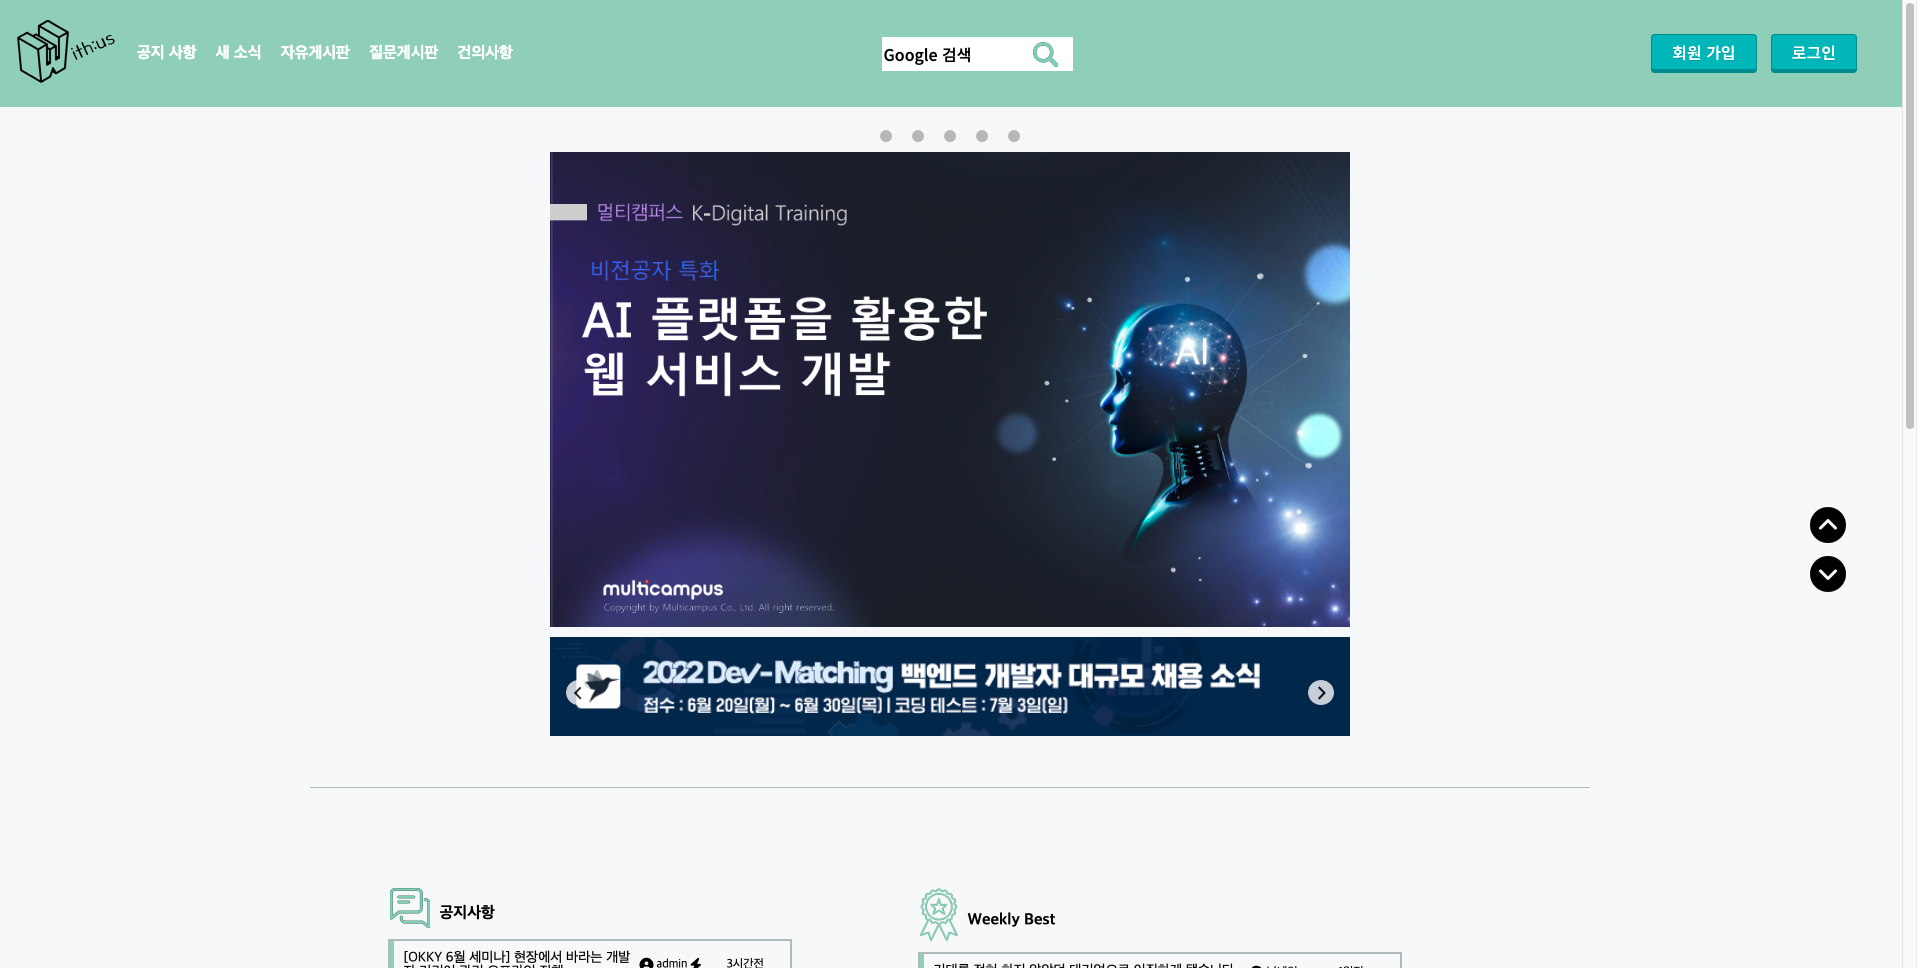 ith:us
공지 사항 새 소식 자유게시판 질문게시판 건의사항
Google 검색
회원 가입
로그인
멀티캠퍼스 K-Digital Training
비전공자 특화
AI 플랫폼을 활용한
웹 서비스 개발
AI
multicampus
Copyright by Multicampus Co., Ltd. All right reserved.
2022 Dev-Matching 백엔드 개발자 대규모 채용 소식
접수 : 6월 20일(월) ~ 6월 30일(목) | 코딩 테스트 : 7월 3일(일)
공지사항
[OKKY 6월 세미나] 현장에서 바라는 개발
admin
3시간전
Weekly Best